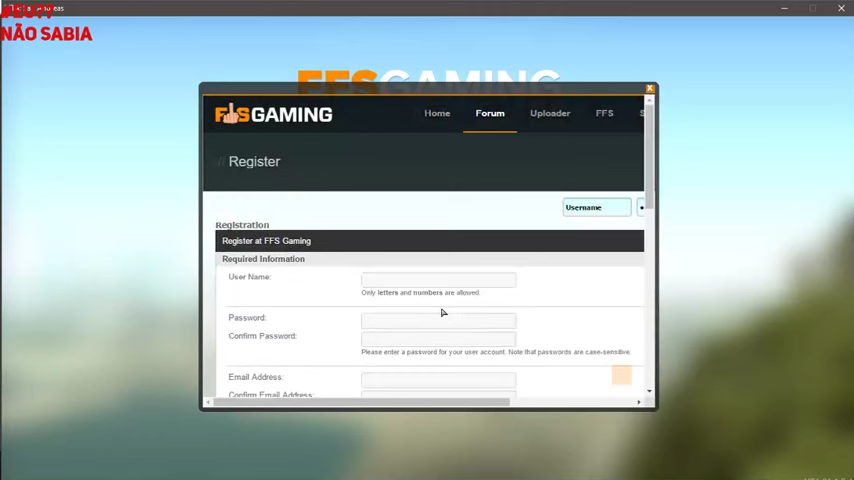 NÃO SABIA
FFSGAMING
FFSGAMING
Home Forum Uploader FFS
// Register
Username
Registration
Register at FFS Gaming
Required Information
User Name:
Only letters and numbers are allowed.
Password:
Confirm Password:
Please enter a password for your user account. Note that passwords are case-sensitive.
Email Address:
Confirm Email Address: